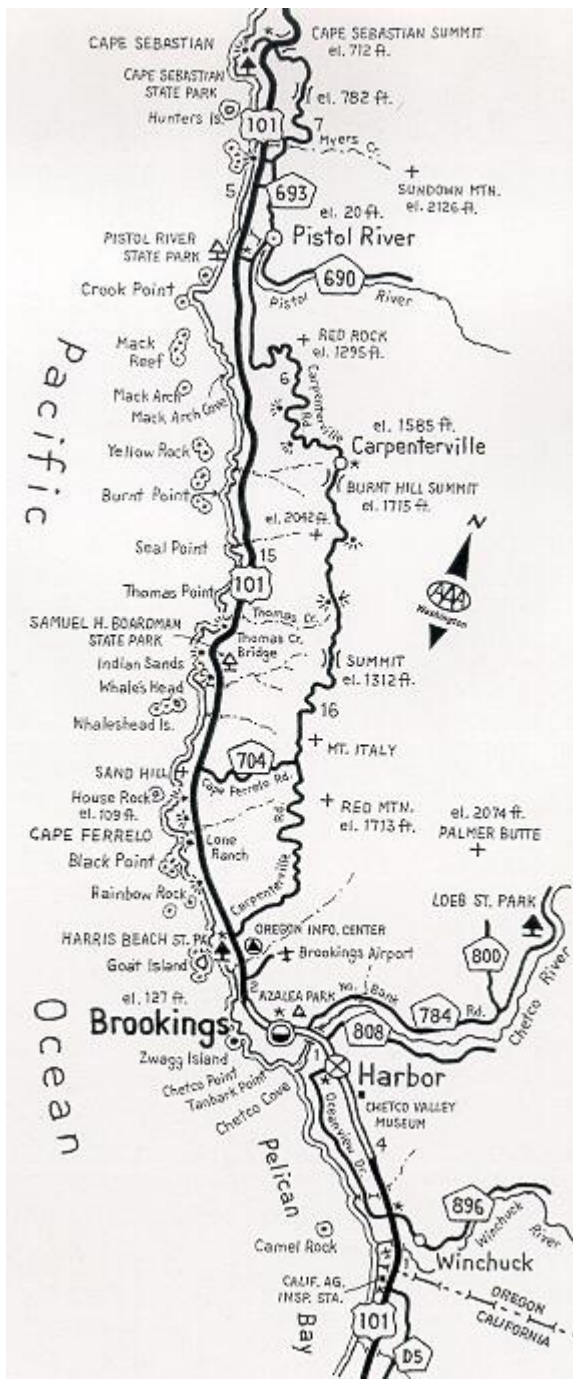 CAPE SEBASTIAN
CAPE SEBASTIAN SUMMIT
el. 712 ft.
CAPE SEBASTIAN
STATE PARK
el. 782 ft.
Hunters Is.
101
7
Myers Cr.
SUNDOWN MTN.
el. 2126 ft.
5
693
el. 20 ft.
PISTOL RIVER
STATE PARK
Pistol River
690
Crook Point
Pistol River
RED ROCK
el. 1295 ft.
Mack
Reef
6
Carpenterville
Rd.
Pacific
Mack Arch
Mack Arch Cove
el. 1585 ft.
Carpenterville
Yellow Rock
BURNT HILL SUMMIT
el. 1715 ft.
Burnt Point
el. 2042 ft.
N
Seal Point
15
101
AAA
Washington
Thomas Point
SAMUEL H. BOARDMAN
STATE PARK
Thomas Cr.
Thomas Cr.
Bridge
Indian Sands
SUMMIT
el. 1312 ft.
Whale's Head
Whaleshead Is.
16
MT. ITALY
704
SAND HILL
Cape Ferrelo Rd.
House Rock
el. 109 ft.
RED MTN.
el. 1713 ft.
el. 2074 ft.
PALMER BUTTE
CAPE FERRELO
Lone
Ranch
Black Point
Carpenterville
Rd.
Rainbow Rock
LOEB ST. PARK
HARRIS BEACH ST. PA
OREGON INFO. CENTER
Goat Island
Brookings Airport
800
el. 127 ft.
2
AZALEA PARK
No. Bank
784
Rd.
Chetco River
Brookings
808
Ocean
Zwagg Island
1
Harbor
Chetco Point
Tanbark Point
Chetco Cove
CHETCO VALLEY
MUSEUM
Oceanview Dr.
4
Pelican
896
Winchuck
River
Camel Rock
Winchuck
CALIF. AG.
INSP. STA.
1
OREGON
CALIFORNIA
101
Bay
D5